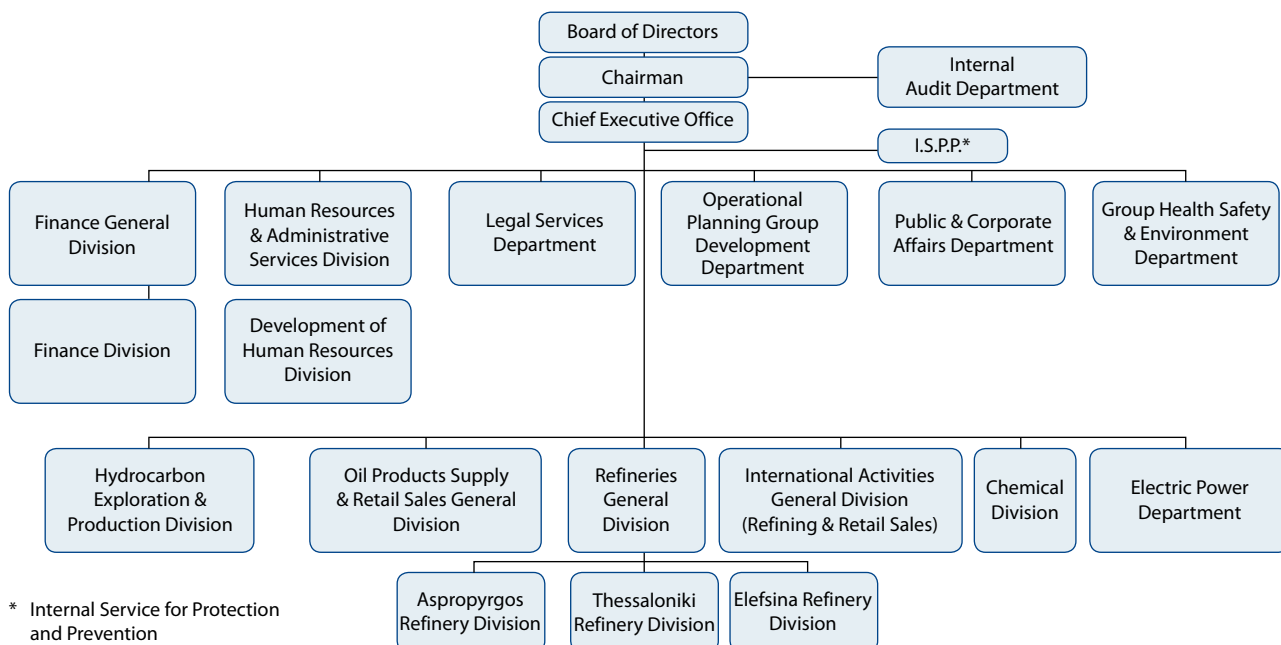 Board of Directors
Chairman
Internal
Audit Department
Chief Executive Office
I.S.P.P.*
Finance General
Division
Human Resources
& Administrative
Services Division
Legal Services
Department
Operational
Planning Group
Development
Department
Public & Corporate
Affairs Department
Group Health Safety
& Environment
Department
Finance Division
Development of
Human Resources
Division
Hydrocarbon
Exploration &
Production Division
Oil Products Supply
& Retail Sales General
Division
Refineries
General
Division
International Activities
General Division
(Refining & Retail Sales)
Chemical
Division
Electric Power
Department
Aspropyrgos
Refinery Division
Thessaloniki
Refinery Division
Elefsina Refinery
Division
* Internal Service for Protection
and Prevention